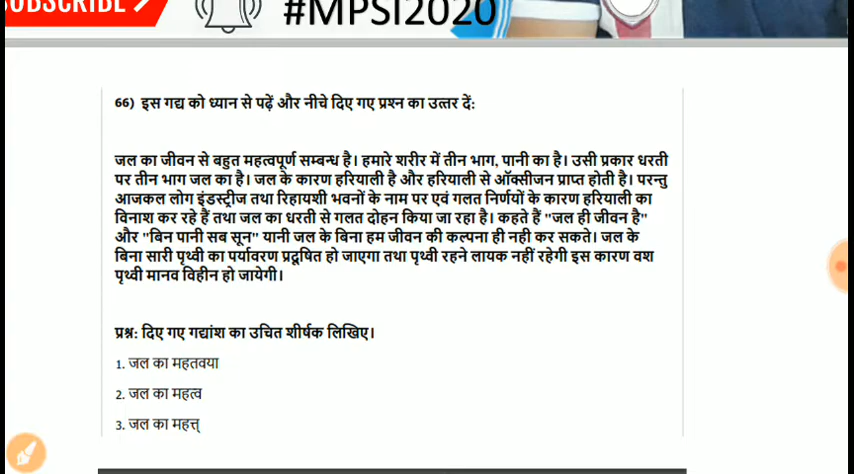 SUBSCRIBE
#MPSI2020
66) इस गद्य को ध्यान से पढ़ें और नीचे दिए गए प्रश्न का उत्तर दें:
जल का जीवन से बहुत महत्वपूर्ण सम्बन्ध है। हमारे शरीर में तीन भाग, पानी का है। उसी प्रकार धरती
पर तीन भाग जल का है। जल के कारण हरियाली है और हरियाली से ऑक्सीजन प्राप्त होती है। परन्तु
आजकल लोग इंडस्ट्रीज तथा रिहायशी भवनों के नाम पर एवं गलत निर्णयों के कारण हरियाली का
विनाश कर रहे हैं तथा जल का धरती से गलत दोहन किया जा रहा है। कहते हैं "जल ही जीवन है"
और "बिन पानी सब सून" यानी जल के बिना हम जीवन की कल्पना ही नही कर सकते। जल के
बिना सारी पृथ्वी का पर्यावरण प्रदूषित हो जाएगा तथा पृथ्वी रहने लायक नहीं रहेगी इस कारण वश
पृथ्वी मानव विहीन हो जायेगी।
प्रश्न: दिए गए गद्यांश का उचित शीर्षक लिखिए।
1. जल का महतवया
2. जल का महत्व
3. जल का महत्त्